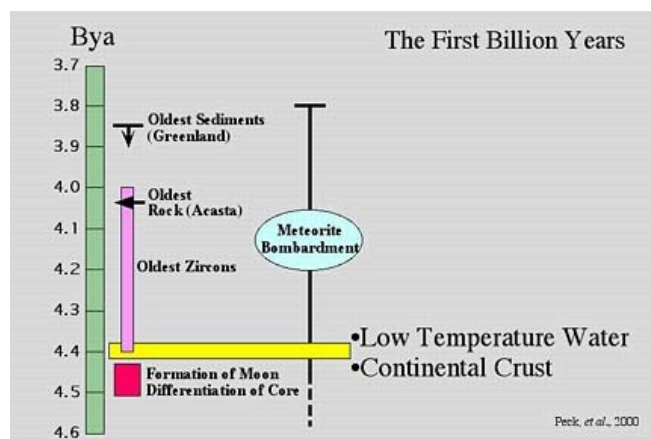 Bya
The First Billion Years
3.7
3.8
Oldest Sediments
(Greenland)
3.9
4.0
Oldest
Rock (Acasta)
4.1
Meteorite
Bombardment
4.2
Oldest Zircons
4.3
•Low Temperature Water
4.4
•Continental Crust
Formation of Moon
Differentiation of Core
4.5
Peck, et al., 2000
4.6